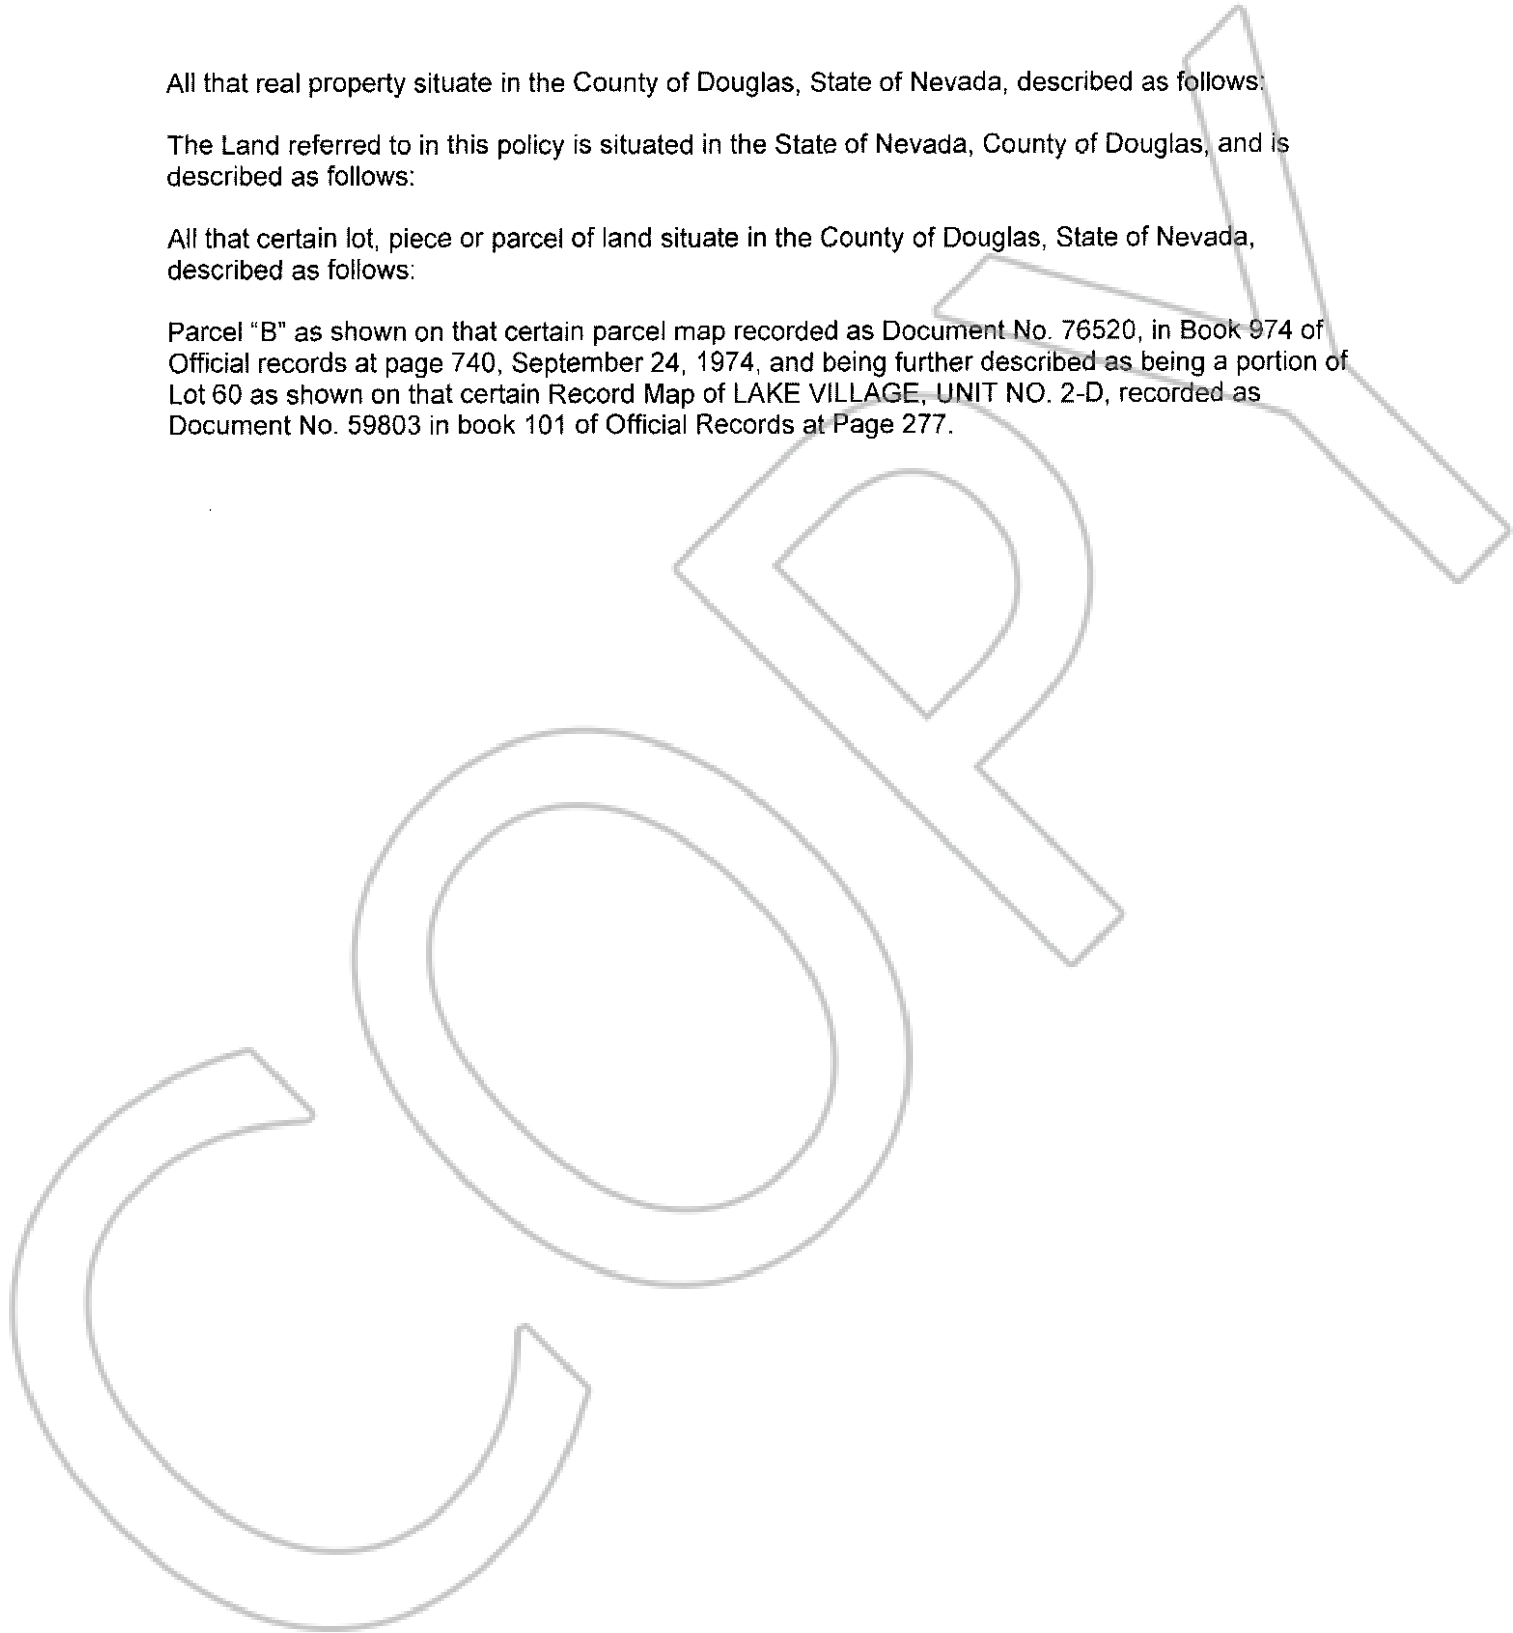 All that real property situate in the County of Douglas, State of Nevada, described as follows:
The Land referred to in this policy is situated in the State of Nevada, County of Douglas, and is
described as follows:
All that certain lot, piece or parcel of land situate in the County of Douglas, State of Nevada,
described as follows:
Parcel “B” as shown on that certain parcel map recorded as Document No. 76520, in Book 974 of
Official records at page 740, September 24, 1974, and being further described as being a portion of
Lot 60 as shown on that certain Record Map of LAKE VILLAGE, UNIT NO. 2-D, recorded as
Document No. 59803 in book 101 of Official Records at Page 277.
COPY